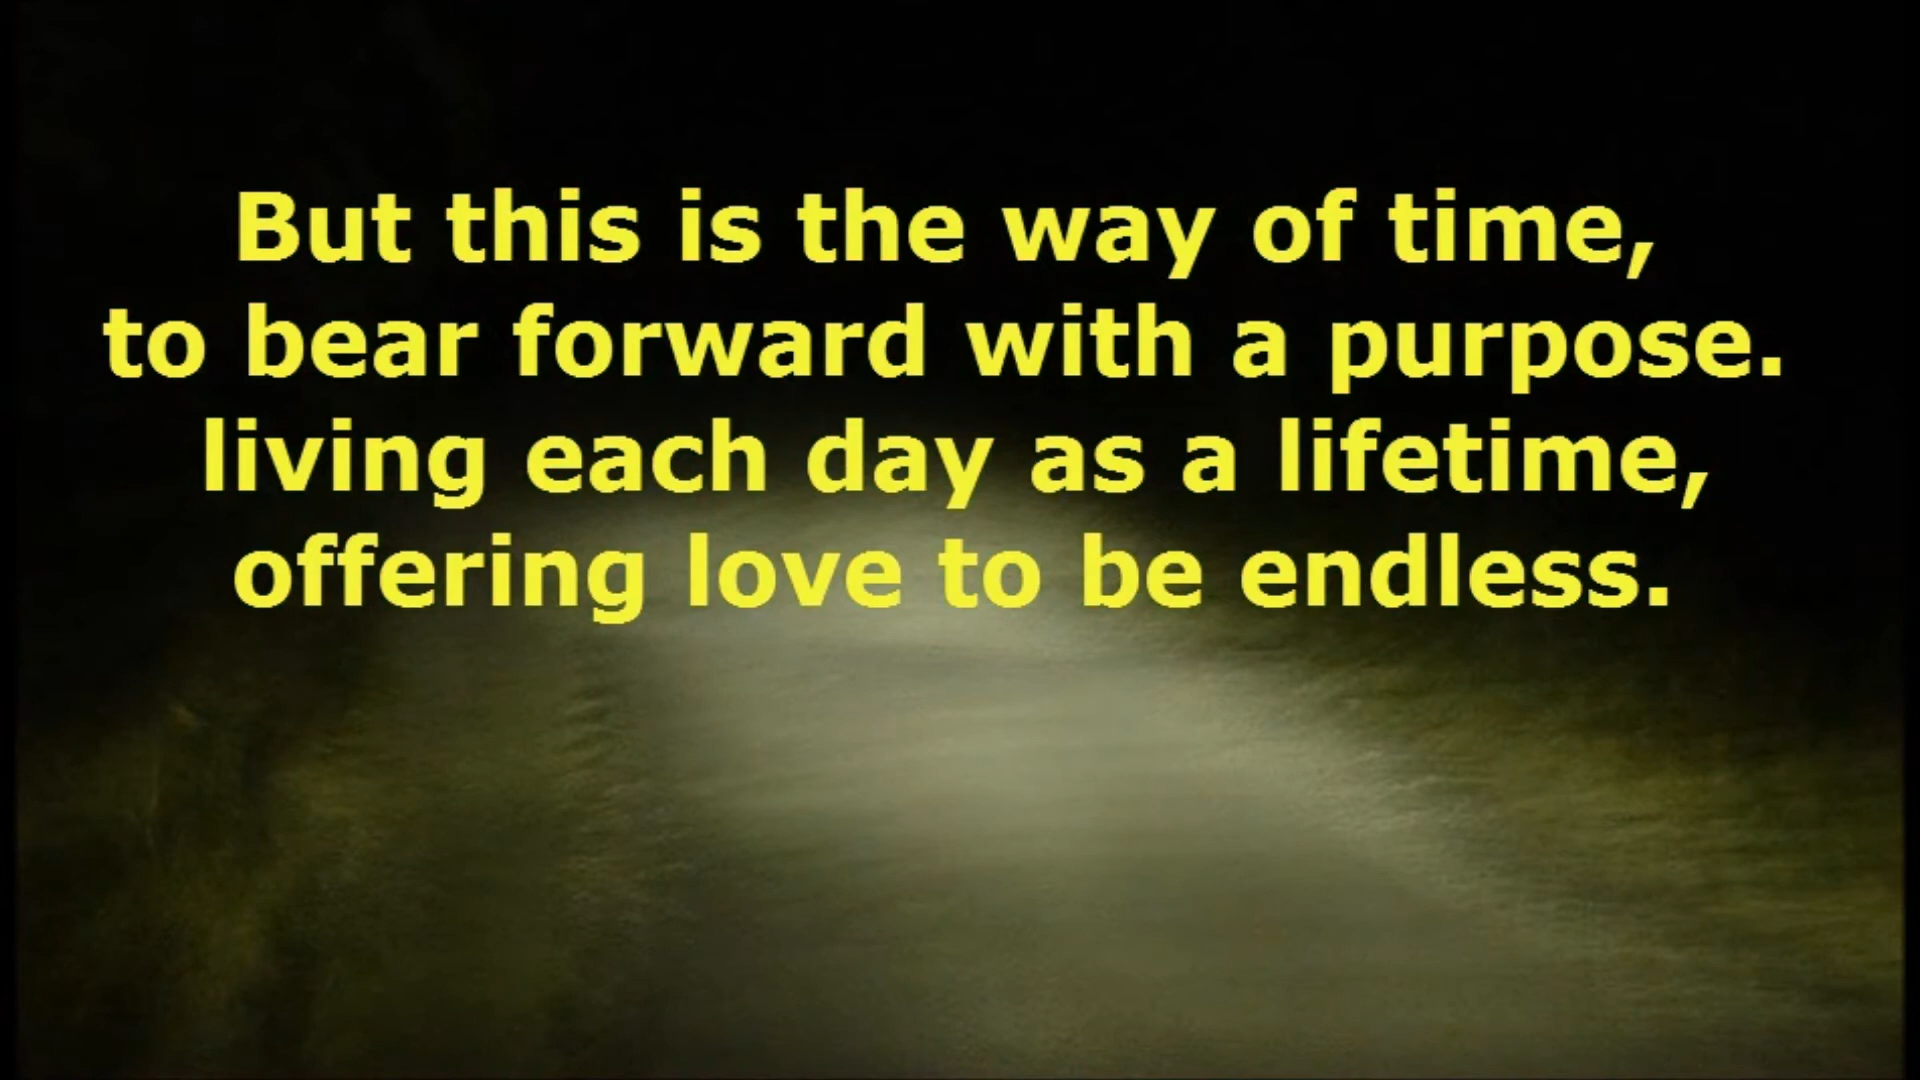 But this is the way of time,
to bear forward with a purpose.
living each day as a lifetime,
offering love to be endless.